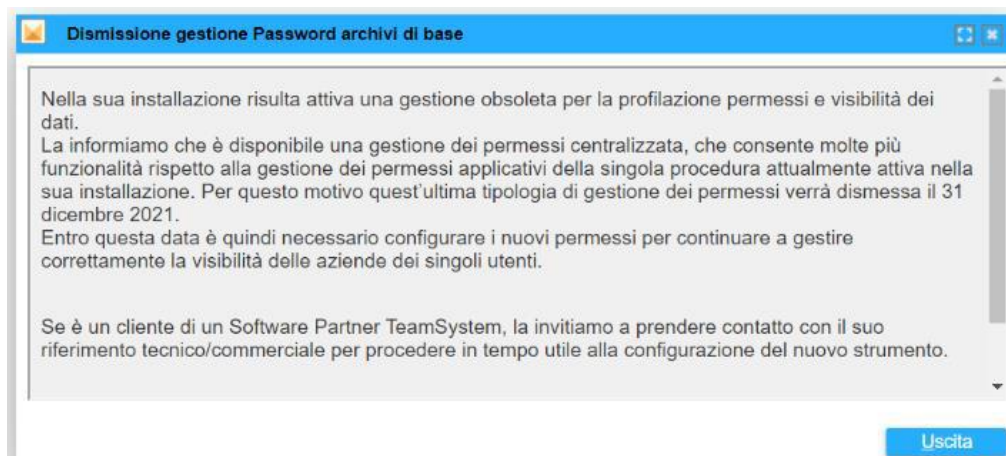 Dismissione gestione Password archivi di base
Nella sua installazione risulta attiva una gestione obsoleta per la profilazione permessi e visibilità dei
dati.
La informiamo che è disponibile una gestione dei permessi centralizzata, che consente molte più
funzionalità rispetto alla gestione dei permessi applicativi della singola procedura attualmente attiva nella
sua installazione. Per questo motivo quest'ultima tipologia di gestione dei permessi verrà dismessa il 31
dicembre 2021.
Entro questa data è quindi necessario configurare i nuovi permessi per continuare a gestire
correttamente la visibilità delle aziende dei singoli utenti.
Se è un cliente di un Software Partner TeamSystem, la invitiamo a prendere contatto con il suo
riferimento tecnico/commerciale per procedere in tempo utile alla configurazione del nuovo strumento.
Uscita